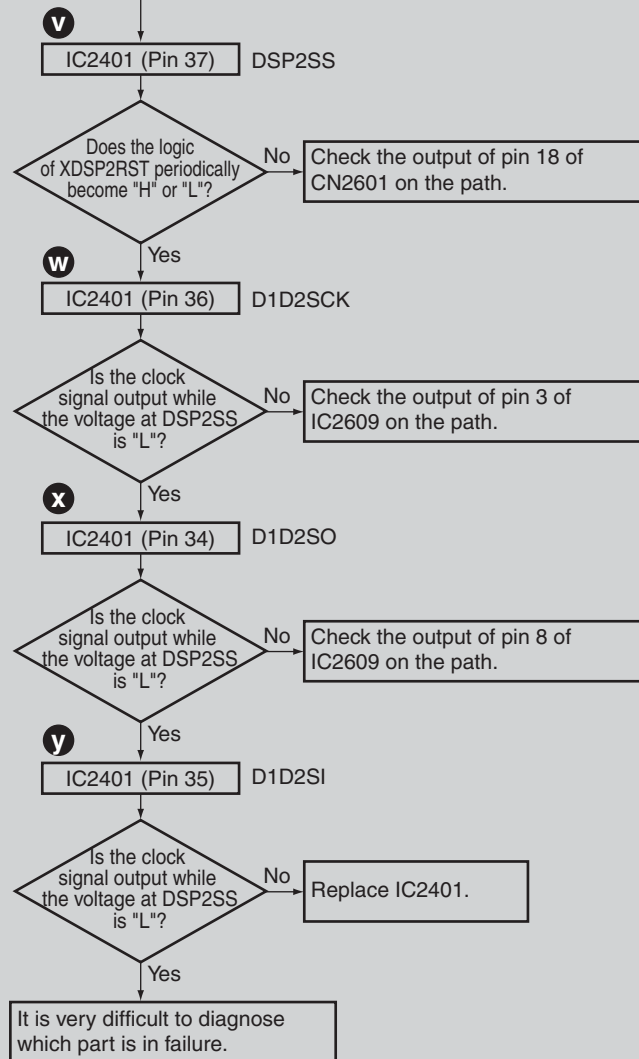 v
IC2401 (Pin 37) DSP2SS
Does the logic
of XDSP2RST periodically
become "H" or "L"?
No
Check the output of pin 18 of
CN2601 on the path.
Yes
w
IC2401 (Pin 36) D1D2SCK
Is the clock
signal output while
the voltage at DSP2SS
is "L"?
No
Check the output of pin 3 of
IC2609 on the path.
Yes
x
IC2401 (Pin 34) D1D2SO
Is the clock
signal output while
the voltage at DSP2SS
is "L"?
No
Check the output of pin 8 of
IC2609 on the path.
Yes
y
IC2401 (Pin 35) D1D2SI
Is the clock
signal output while
the voltage at DSP2SS
is "L"?
No
Replace IC2401.
Yes
It is very difficult to diagnose
which part is in failure.